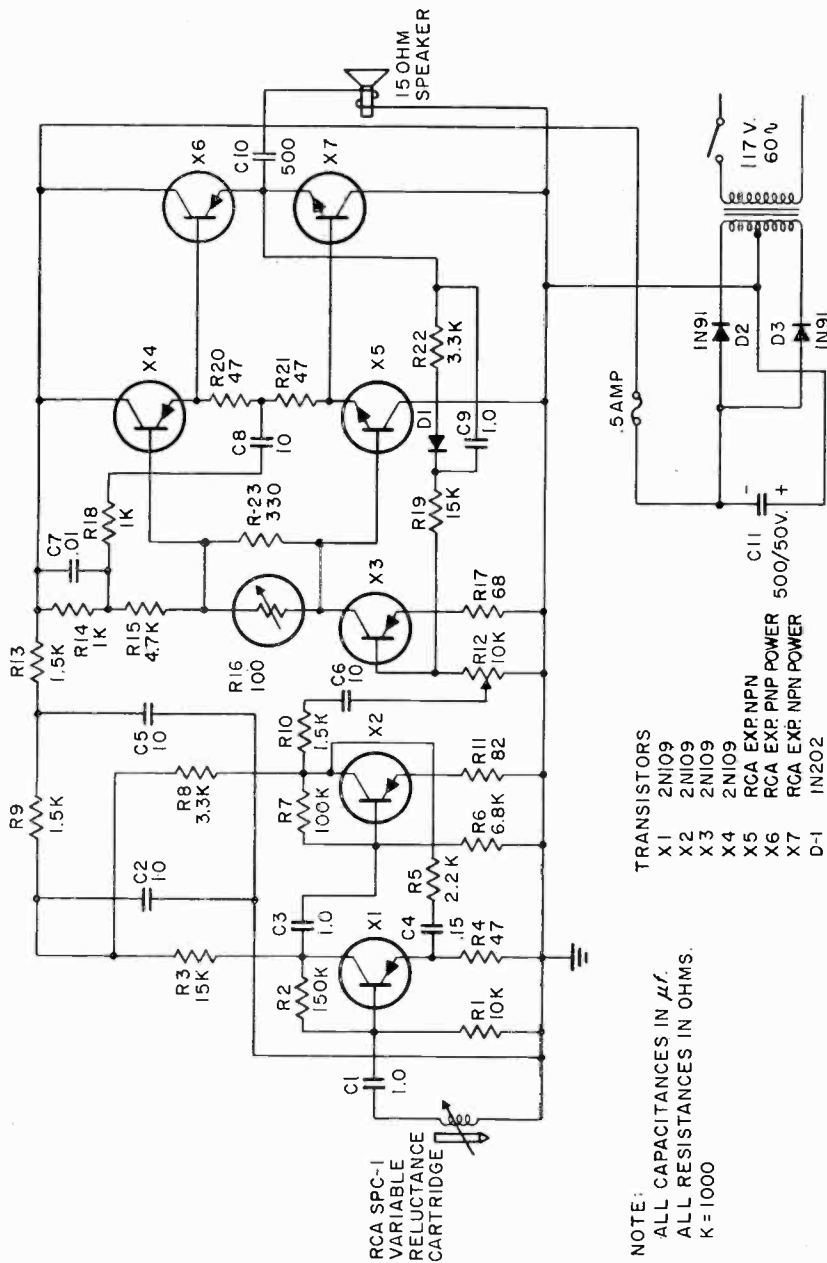 RCA SPC-1
VARIABLE
RELUCTANCE
CARTRIDGE
C1
1.0
R1
10K
R2
150K
R3
15K
X1
C2
10
C3
1.0
C4
.15
R4
47
R5
2.2K
R6
6.8K
R7
100K
R8
3.3K
R9
1.5K
X2
R10
1.5K
R11
82
C5
10
C6
10
R12
10K
R13
1.5K
R14
1K
C7
.01
R15
4.7K
R16
100
X3
R17
68
R18
1K
R-23
330
C8
10
R19
15K
D1
C9
1.0
R22
3.3K
X4
R20
47
R21
47
X5
X6
X7
C10
500
15 OHM
SPEAKER
.5AMP
117 V.
60∿
1N91
D2
D3
1N91
C11
500/50V.
-
+
TRANSISTORS
X1 2N109
X2 2N109
X3 2N109
X4 2N109
X5 RCA EXP. NPN
X6 RCA EXP. PNP POWER
X7 RCA EXP. NPN POWER
D-1 1N202
NOTE:
ALL CAPACITANCES IN μf.
ALL RESISTANCES IN OHMS.
K = 1000